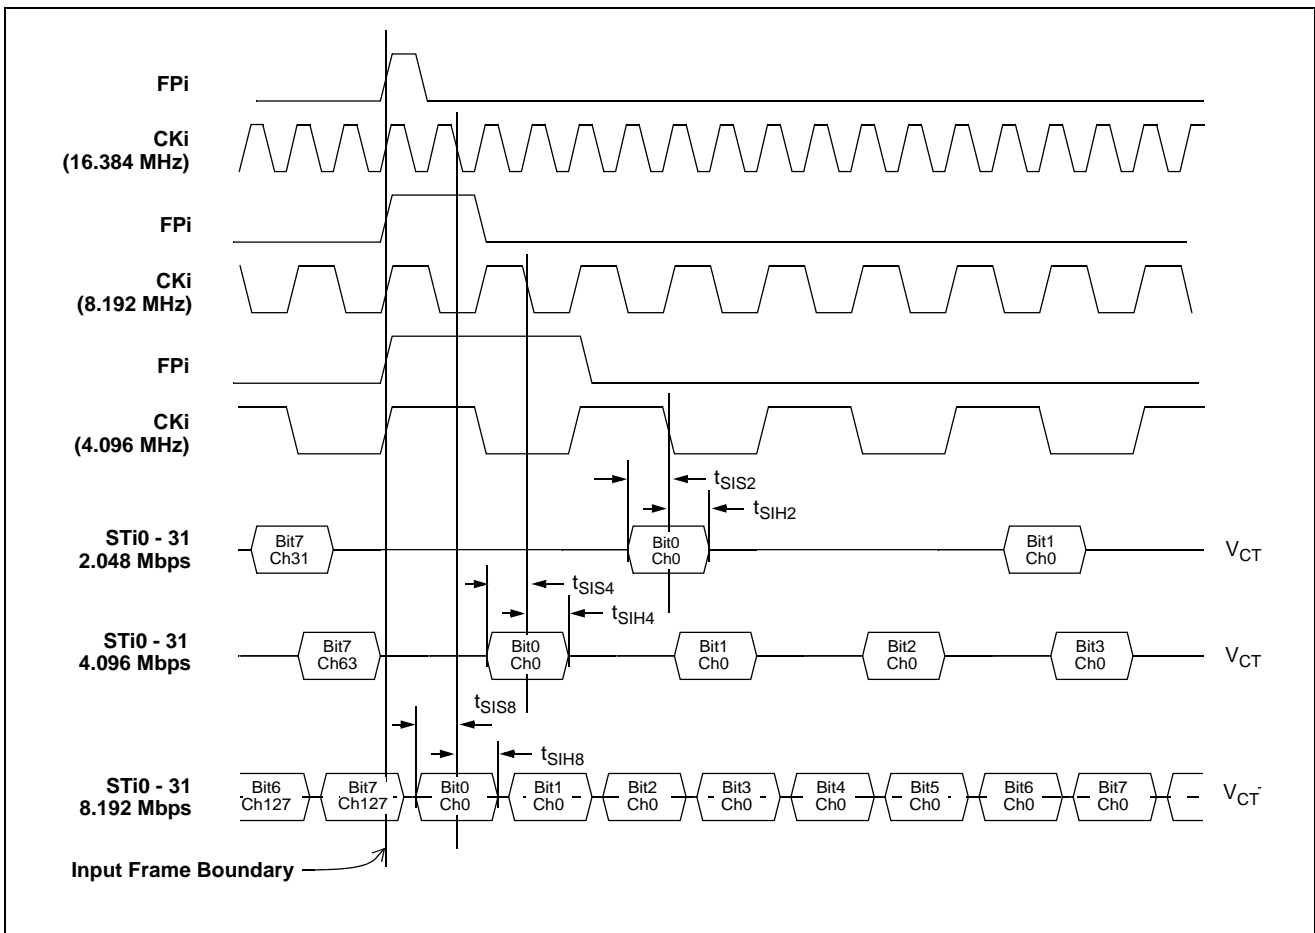 FPi
CKi
(16.384 MHz)
FPi
CKi
(8.192 MHz)
FPi
CKi
(4.096 MHz)
tSIS2
tSIH2
STi0 - 31
2.048 Mbps
Bit7
Ch31
Bit0
Ch0
Bit1
Ch0
VCT
tSIS4
tSIH4
STi0 - 31
4.096 Mbps
Bit7
Ch63
Bit0
Ch0
Bit1
Ch0
Bit2
Ch0
Bit3
Ch0
VCT
tSIS8
tSIH8
STi0 - 31
8.192 Mbps
Bit6
Ch127
Bit7
Ch127
Bit0
Ch0
Bit1
Ch0
Bit2
Ch0
Bit3
Ch0
Bit4
Ch0
Bit5
Ch0
Bit6
Ch0
Bit7
Ch0
VCT
Input Frame Boundary